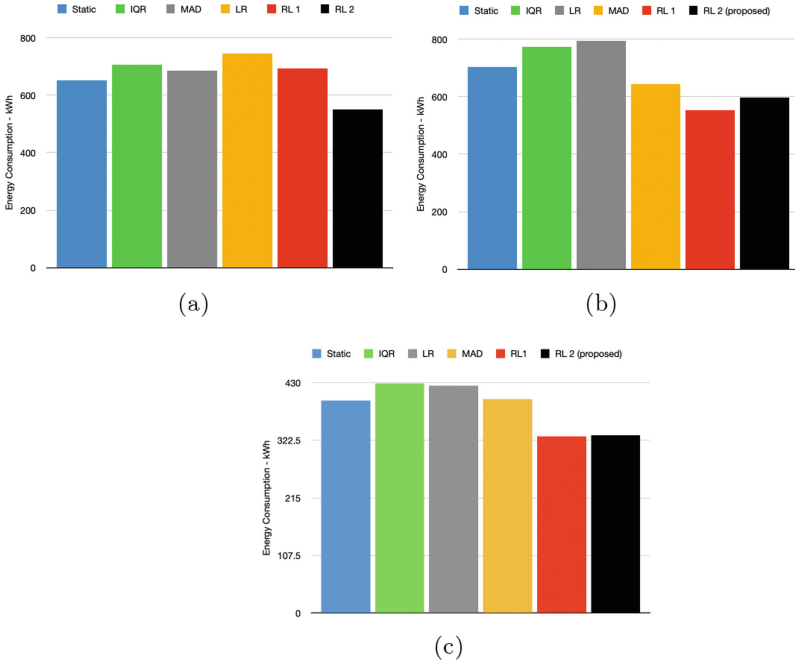 Static IQR MAD LR RL 1 RL 2
Energy Consumption - kWh
800
600
400
200
0
(a)
Static IQR LR MAD RL 1 RL 2 (proposed)
Energy Consumption - kWh
800
600
400
200
0
(b)
Static IQR LR MAD RL1 RL 2 (proposed)
Energy Consumption - kWh
430
322.5
215
107.5
0
(c)